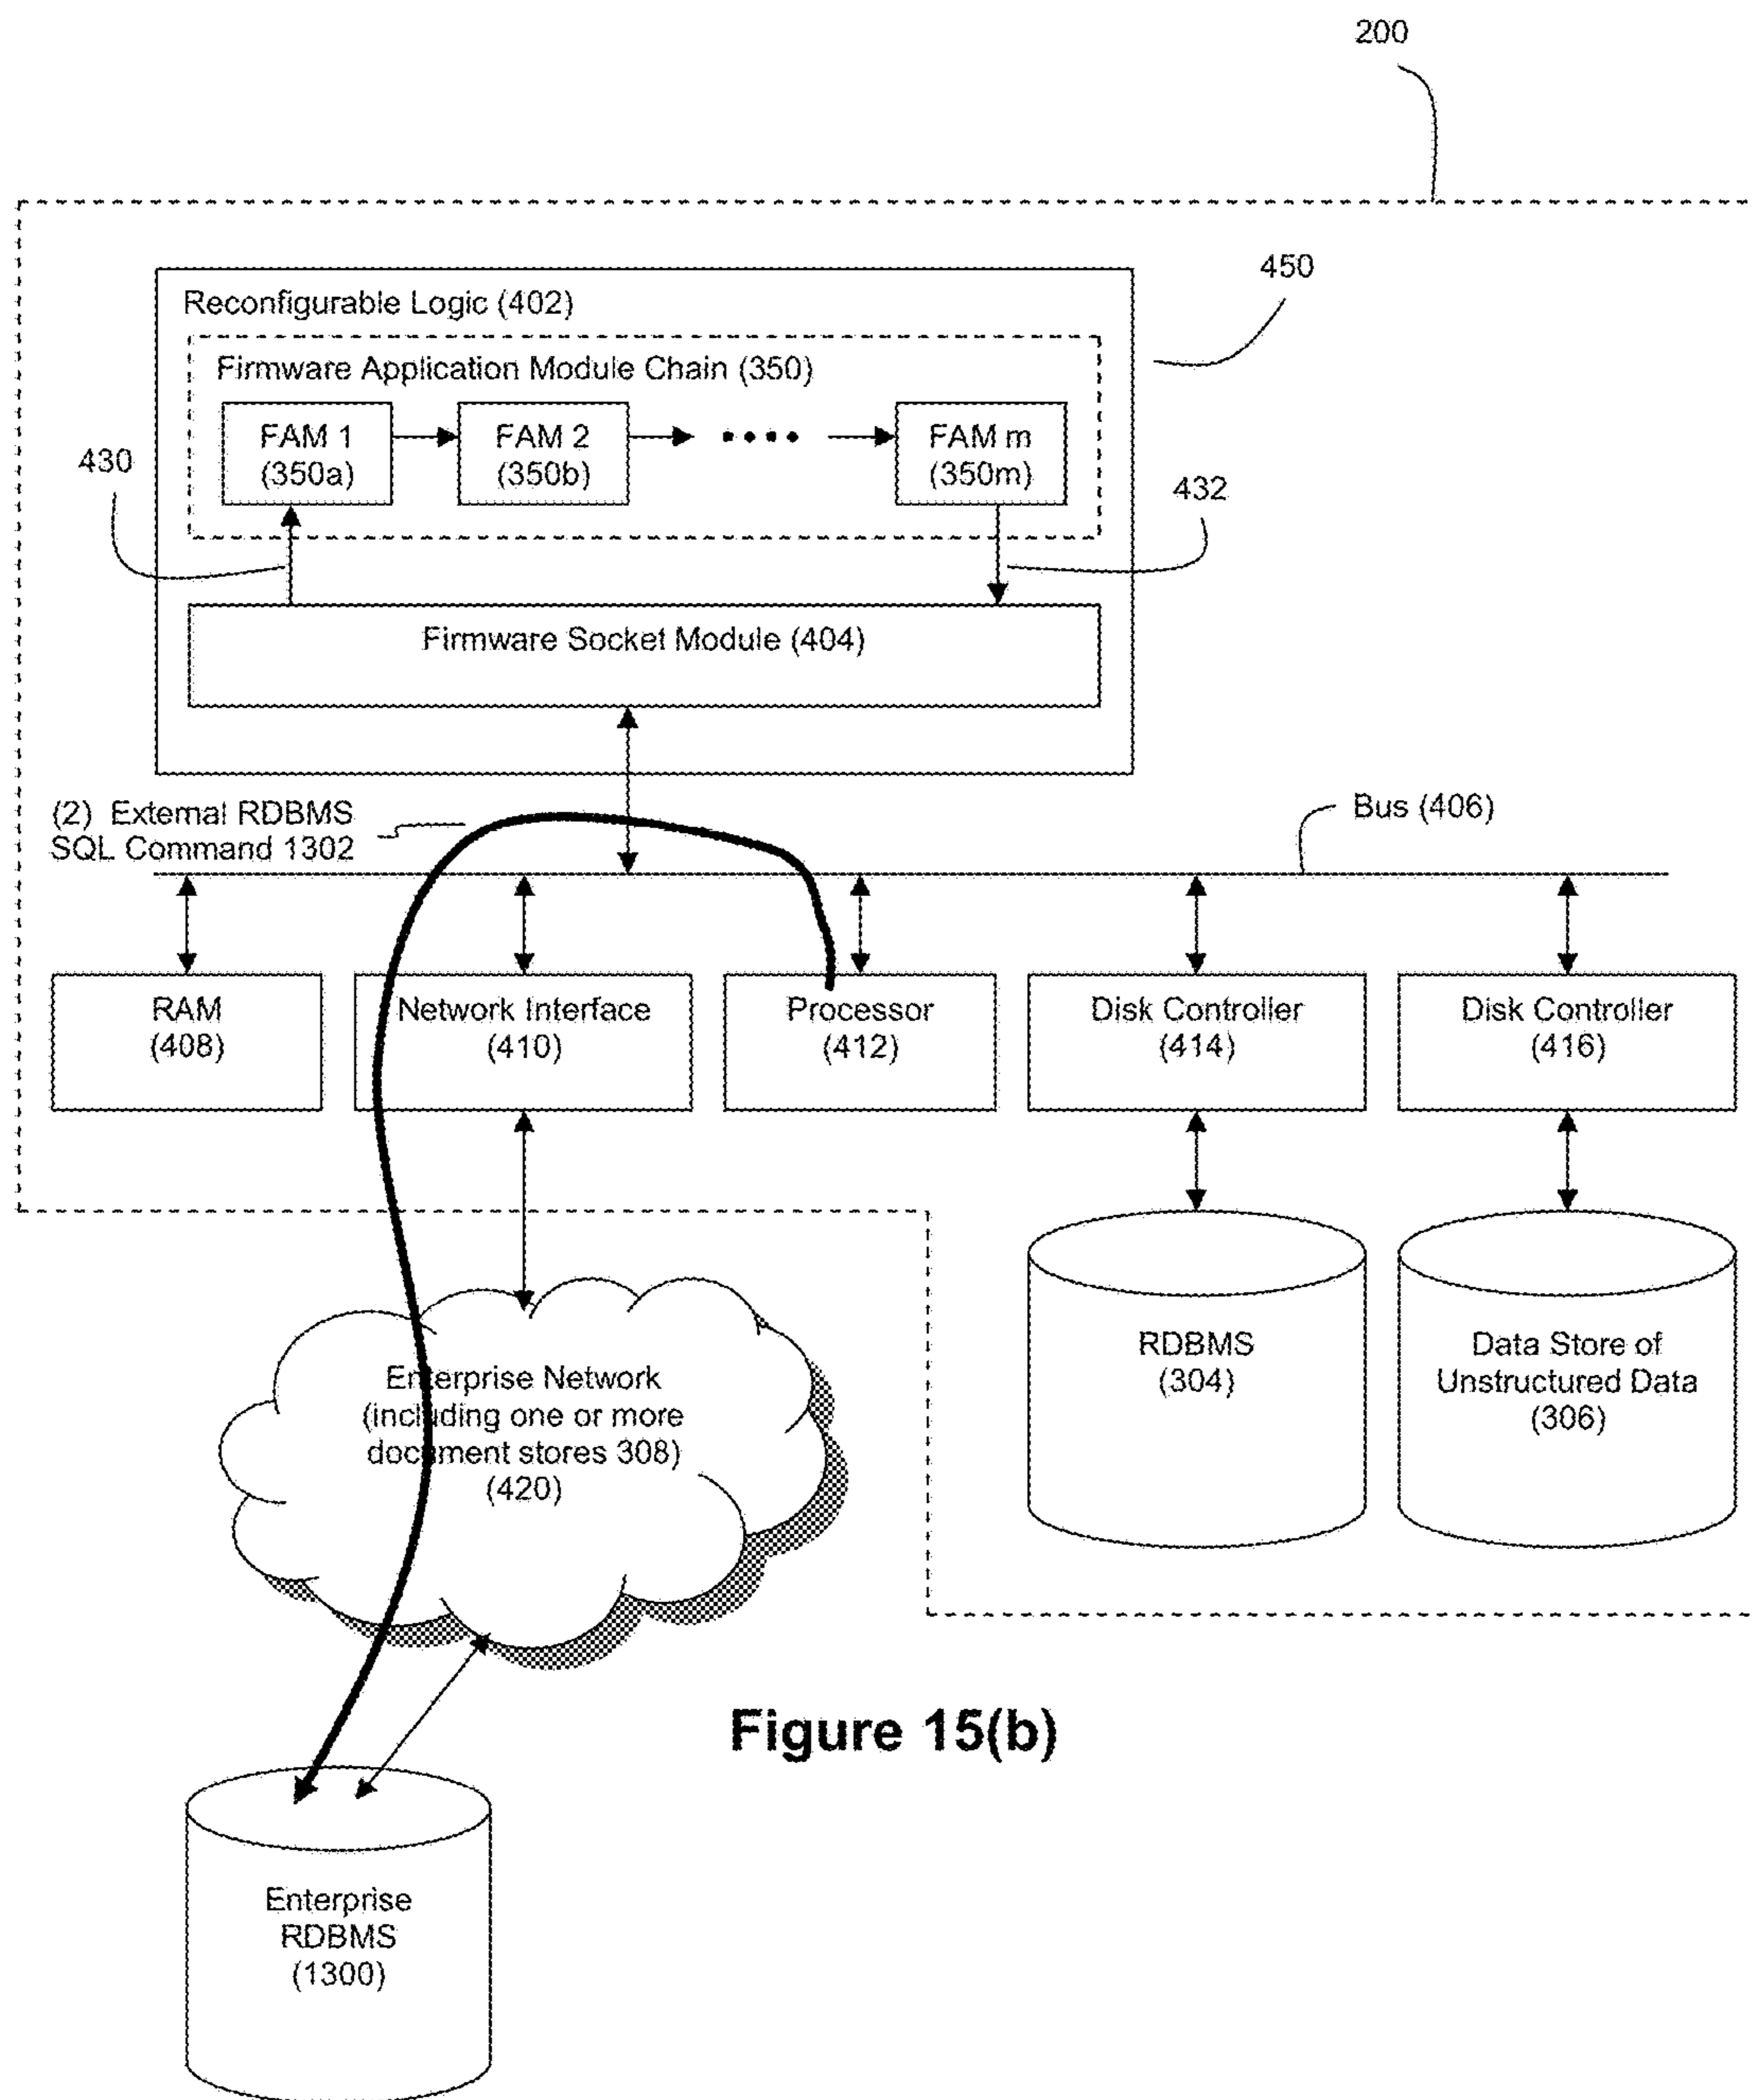 200
450
Reconfigurable Logic (402)
Firmware Application Module Chain (350)
FAM 1
(350a)
FAM 2
(350b)
FAM m
(350m)
430
432
Firmware Socket Module (404)
(2) External RDBMS
SQL Command 1302
Bus (406)
RAM
(408)
Network Interface
(410)
Processor
(412)
Disk Controller
(414)
Disk Controller
(416)
Enterprise Network
(including one or more
document stores 308)
(420)
RDBMS
(304)
Data Store of
Unstructured Data
(306)
Figure 15(b)
Enterprise
RDBMS
(1300)